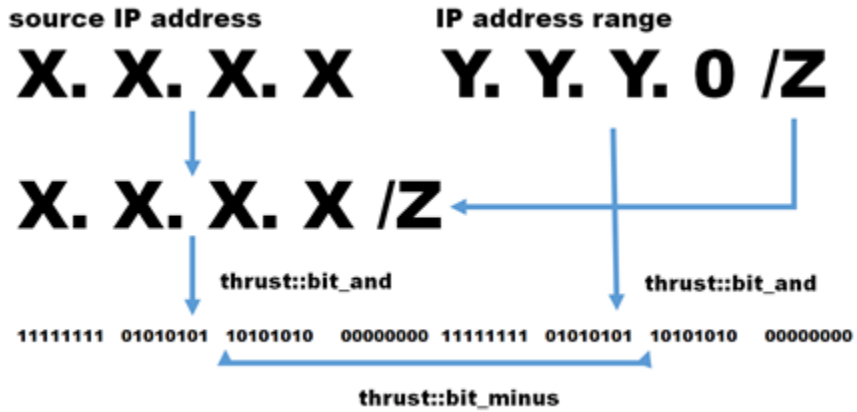 source IP address
IP address range
X. X. X. X
Y. Y. Y. 0 /Z
X. X. X. X /Z
thrust::bit_and
thrust::bit_and
11111111 01010101 10101010 00000000
11111111 01010101 10101010 00000000
thrust::bit_minus